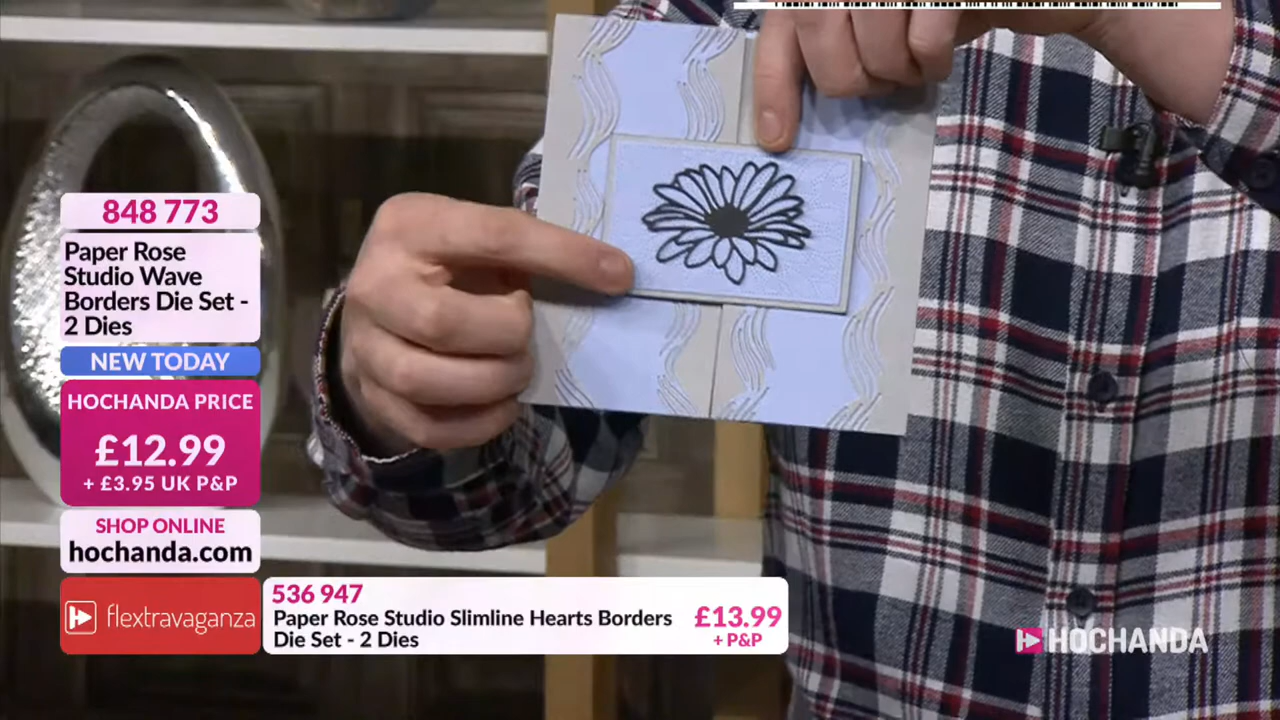 848 773
Paper Rose
Studio Wave
Borders Die Set -
2 Dies
NEW TODAY
HOCHANDA PRICE
£12.99
+ £3.95 UK P&P
SHOP ONLINE
hochanda.com
flextravaganza
536 947
Paper Rose Studio Slimline Hearts Borders
Die Set - 2 Dies
£13.99
+ P&P
HOCHANDA